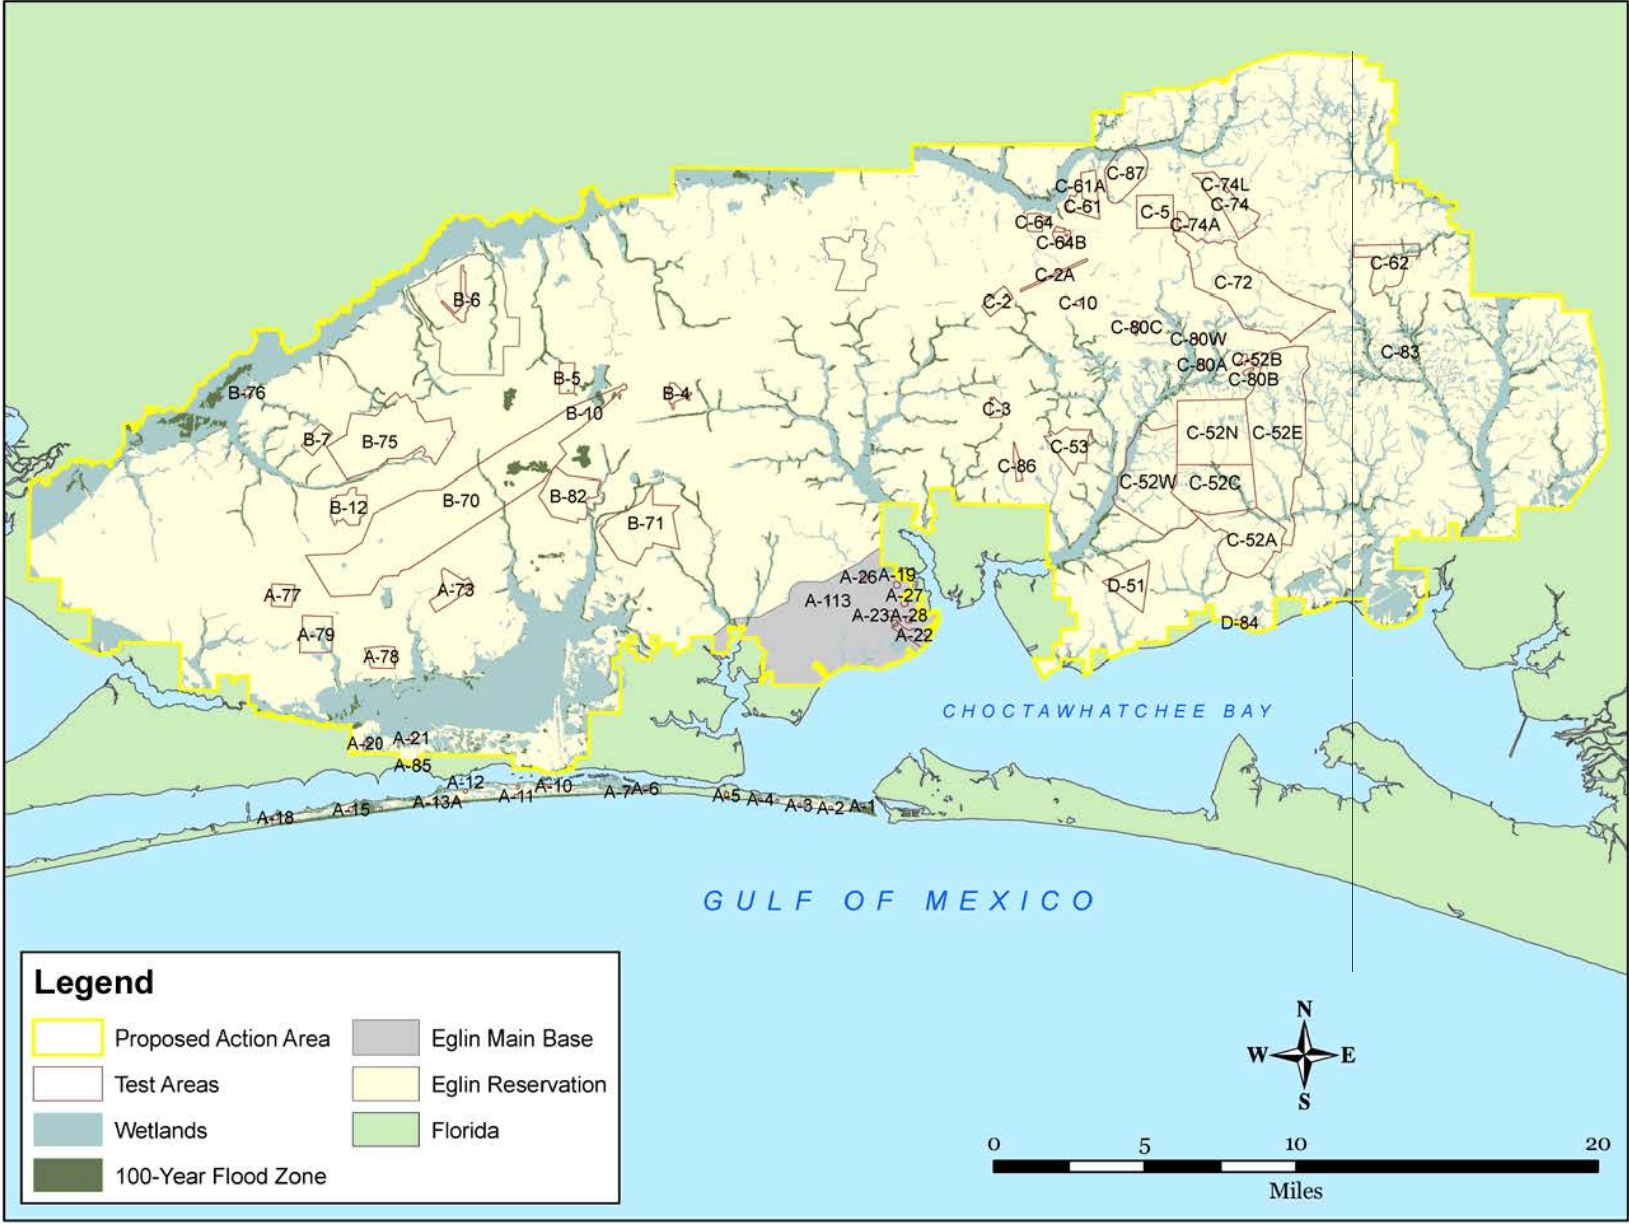 C-87
C-61A
C-61
C-74L
C-74
C-5
C-74A
C-64
C-64B
C-62
C-2A
C-72
C-2
C-10
B-6
C-80C
C-80W
C-83
C-52B
C-80A
C-80B
B-5
B-4
B-76
B-10
C-3
B-7
B-75
C-52N
C-52E
C-53
C-86
C-52W
C-52C
B-12
B-70
B-82
B-71
C-52A
A-26
A-19
D-51
A-77
A-73
A-113
A-27
A-23
A-28
A-22
D-84
A-79
A-78
CHOCTAWHATCHEE BAY
A-20
A-21
A-85
A-12
A-10
A-7
A-6
A-11
A-13A
A-15
A-18
A-5
A-4
A-3
A-2
A-1
GULF OF MEXICO
Legend
Proposed Action Area
Test Areas
Wetlands
100-Year Flood Zone
Eglin Main Base
Eglin Reservation
Florida
N
W
E
S
0 5 10 20
Miles